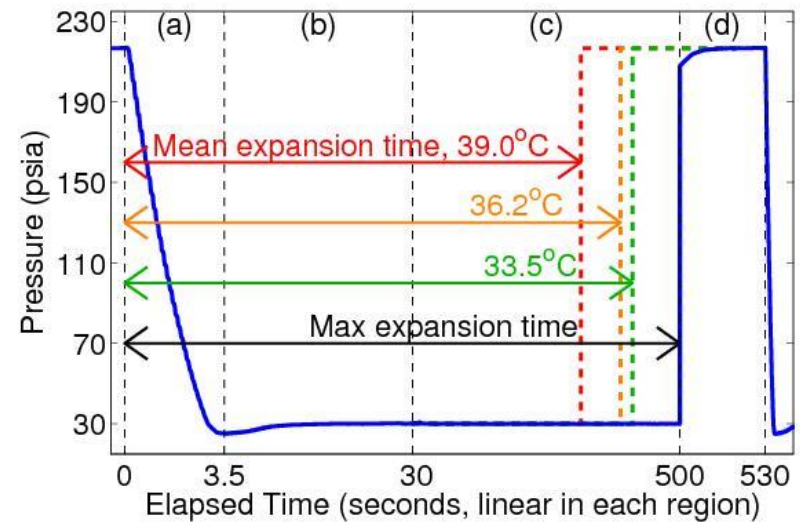 230
190
150
110
70
30
Pressure (psia)
(a) (b) (c) (d)
Mean expansion time, 39.0°C
36.2°C
33.5°C
Max expansion time
0 3.5 30 500 530
Elapsed Time (seconds, linear in each region)